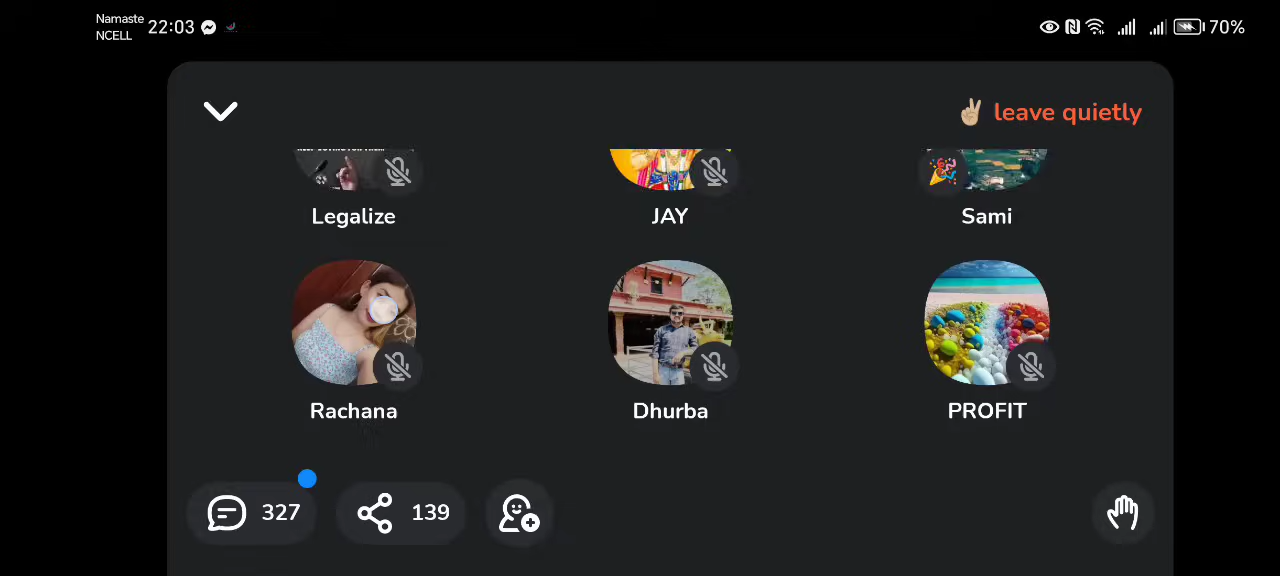 Namaste
NCELL
22:03
70%
leave quietly
Legalize
JAY
Sami
Rachana
Dhurba
PROFIT
327
139